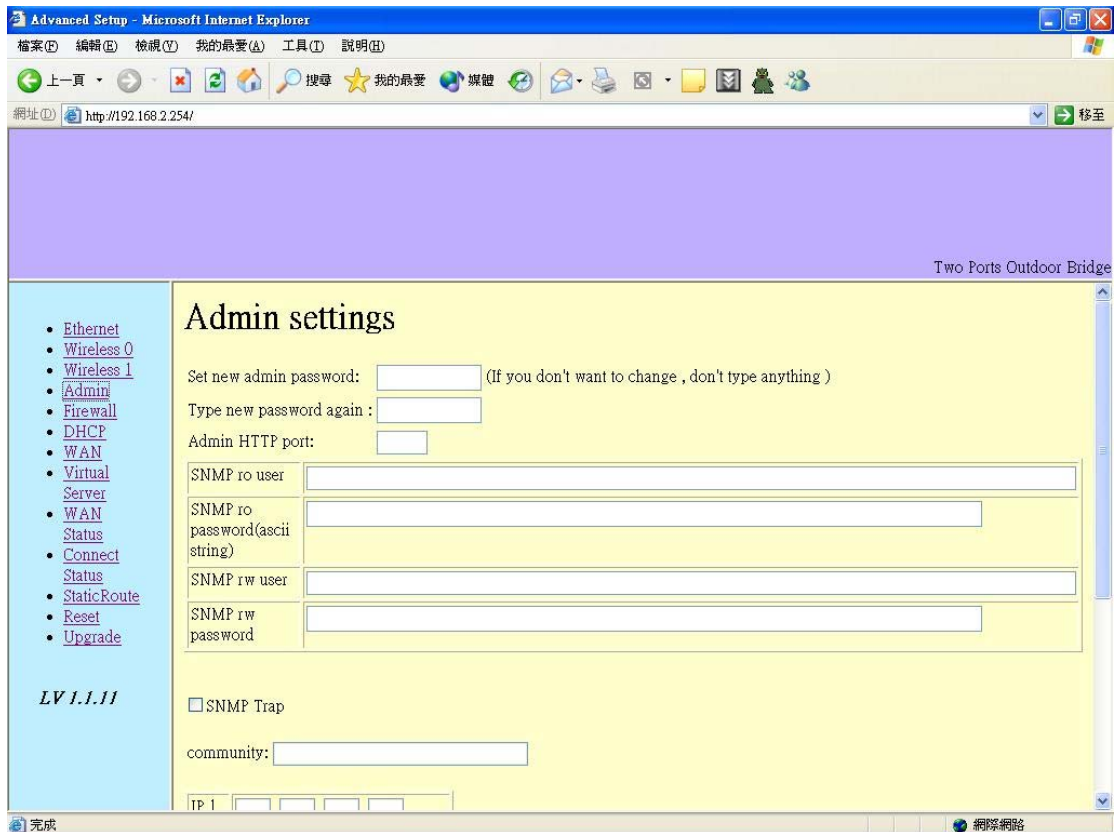 Advanced Setup - Microsoft Internet Explorer
檔案(F) 編輯(E) 檢視(V) 我的最愛(A) 工具(T) 說明(H)
上一頁 搜尋 我的最愛 媒體
網址(D) http://192.168.2.254/ 移至
Two Ports Outdoor Bridge
Ethernet
Wireless 0
Wireless 1
Admin
Firewall
DHCP
WAN
Virtual
Server
WAN
Status
Connect
Status
StaticRoute
Reset
Upgrade
LV 1.1.11
Admin settings
Set new admin password: (If you don't want to change , don't type anything )
Type new password again :
Admin HTTP port:
SNMP ro user
SNMP ro
password(ascii
string)
SNMP rw user
SNMP rw
password
SNMP Trap
community:
IP 1
完成 網際網路